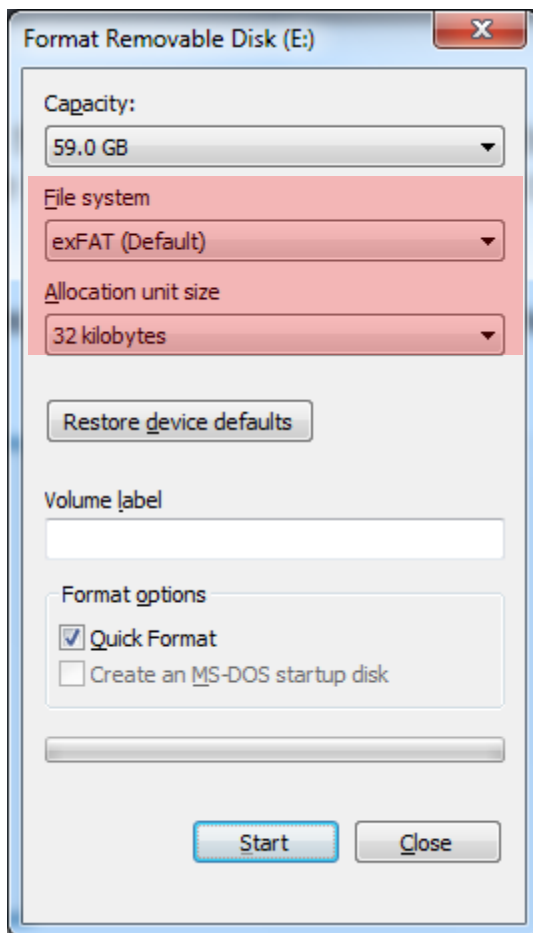 Format Removable Disk (E:)
Capacity:
59.0 GB
File system
exFAT (Default)
Allocation unit size
32 kilobytes
Restore device defaults
Volume label
Format options
Quick Format
Create an MS-DOS startup disk
Start Close